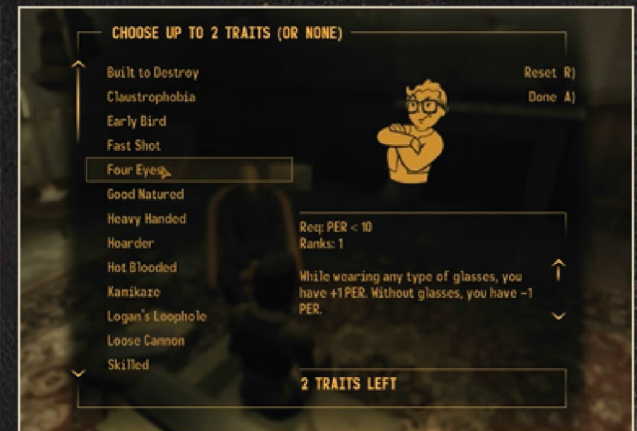 CHOOSE UP TO 2 TRAITS (OR NONE)
Built to Destroy
Claustrophobia
Early Bird
Fast Shot
Four Eyes
Good Natured
Heavy Handed
Hoarder
Hot Blooded
Kamikaze
Logan's Loophole
Loose Cannon
Skilled
Reset R)
Done A)
Req: PER < 10
Ranks: 1
While wearing any type of glasses, you
have +1 PER. Without glasses, you have -1
PER.
2 TRAITS LEFT